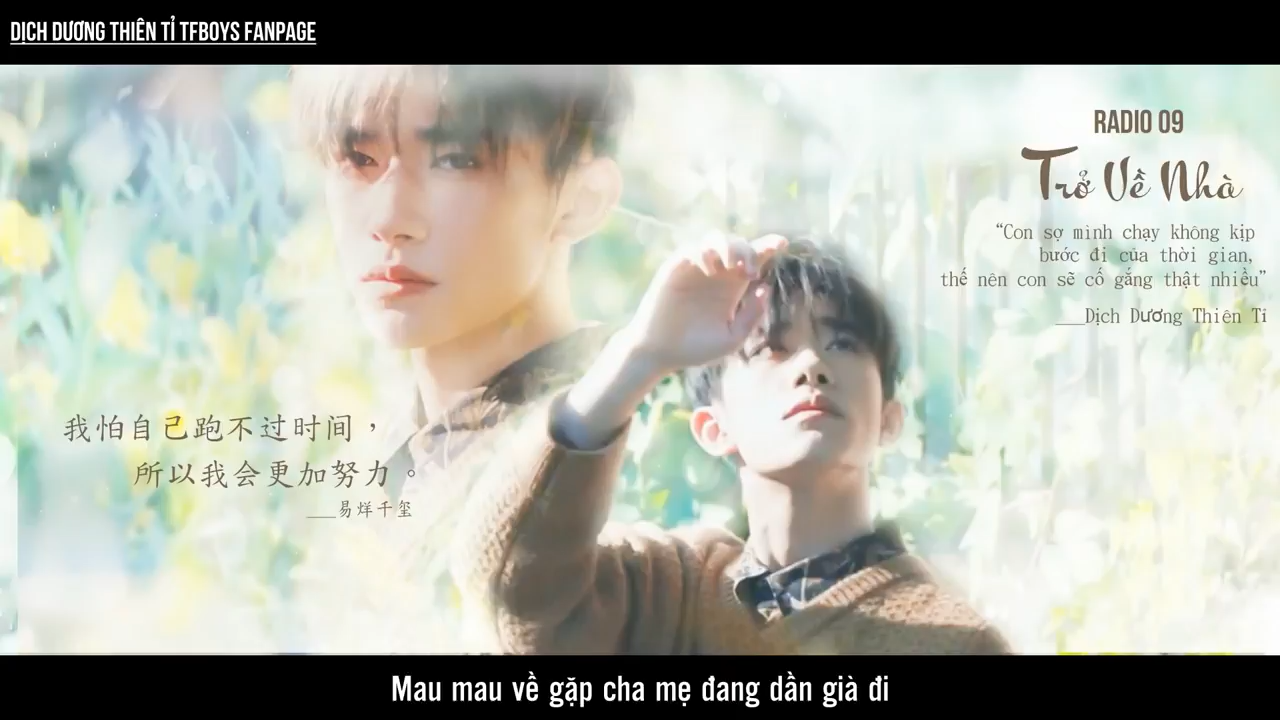 DỊCH DƯƠNG THIÊN TỈ TFBOYS FANPAGE
RADIO 09
Trở Về Nhà
“Con sợ mình chạy không kịp
bước đi của thời gian,
thế nên con sẽ cố gắng thật nhiều”
___Dịch Dương Thiên Tỉ
我怕自己跑不过时间，
所以我会更加努力。
___易烊千玺
Mau mau về gặp cha mẹ đang dần già đi